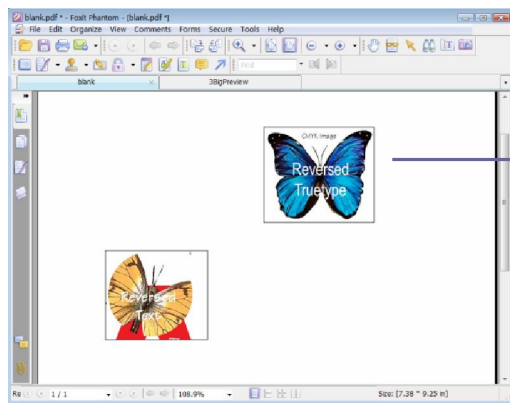 blank.pdf * - Foxit Phantom - [blank.pdf *]
File Edit Organize View Comments Forms Secure Tools Help
Find
blank
3BigPreview
CMYK Image
Reversed
Truetype
Reversed
Text
1 / 1
108.9%
Size: [7.38 * 9.25 in]